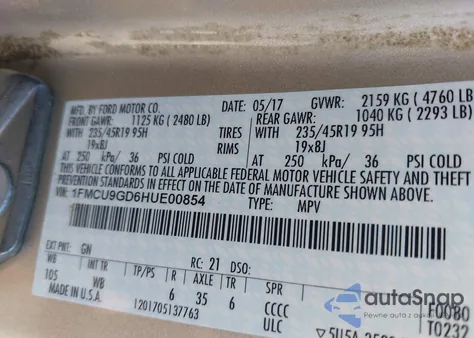 MFD. BY FORD MOTOR CO.
DATE: 05/17 GVWR: 2159 KG (4760 LB)
FRONT GAWR: 1125 KG (2480 LB) REAR GAWR: 1040 KG (2293 LB)
WITH 235/45R19 95H TIRES WITH 235/45R19 95H
19x8J RIMS 19x8J
AT 250 kPa/ 36 PSI COLD AT 250 kPa/ 36 PSI COLD
THIS VEHICLE CONFORMS TO ALL APPLICABLE FEDERAL MOTOR VEHICLE SAFETY AND THEFT PREVENTION STANDARDS
IN EFFECT ON THE DATE OF MANUFACTURE SHOWN ABOVE.
VIN: 1FMCU9GD6HUE00854 TYPE: MPV
EXT PNT: GN RC: 21 DSO: F0080
WB INT TR TP/PS R AXLE TR SPR T0232
105 6 35 6 CCCC
MADE IN U.S.A. 1201705137763 ULC
autoSnap